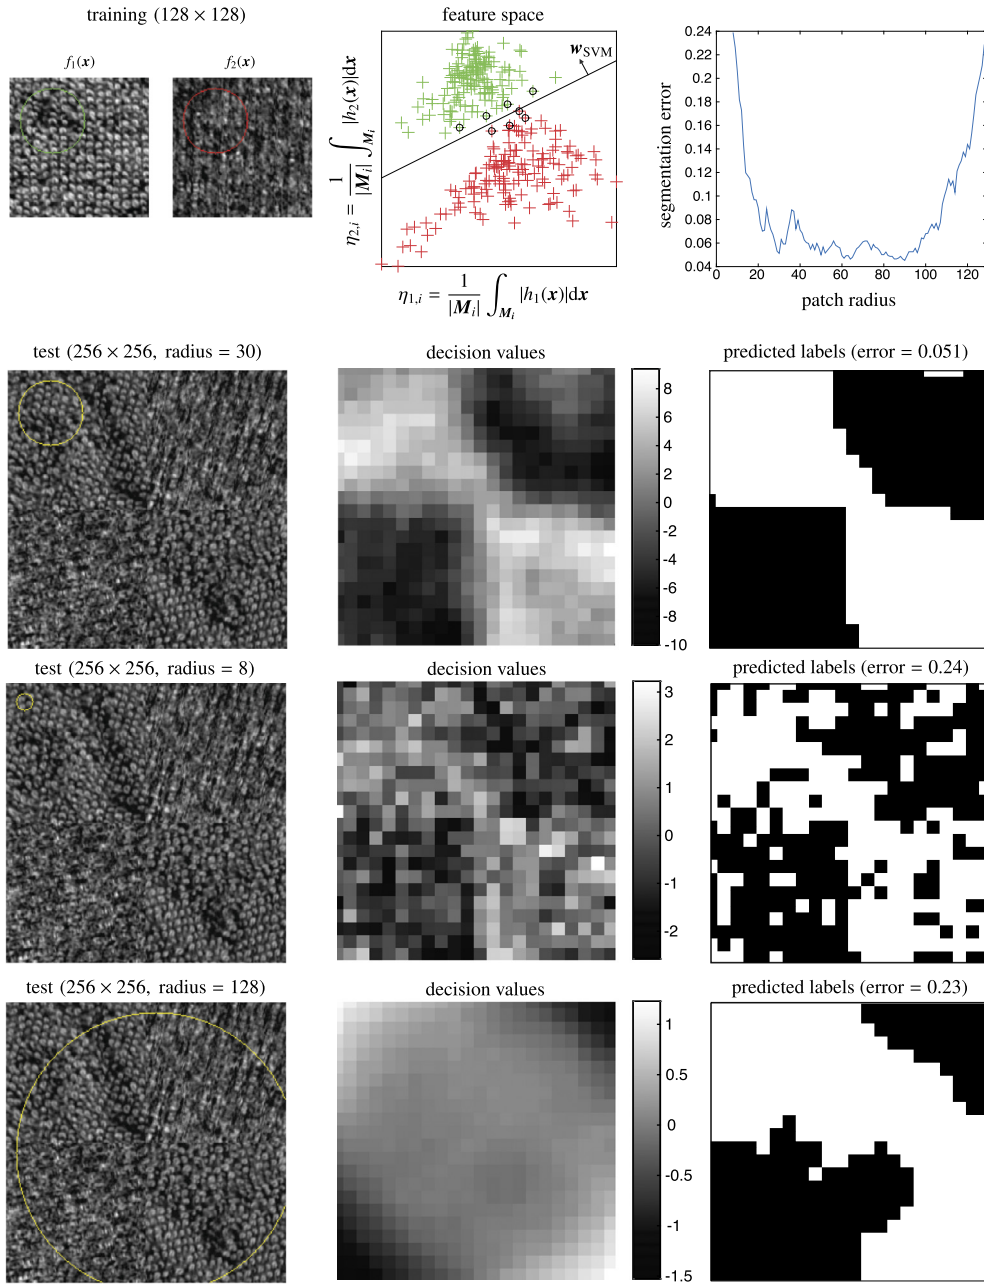 training (128 × 128)
f₁(x)
f₂(x)
feature space
w_SVM
η₂,ᵢ = 1/|Mᵢ| ∫_Mᵢ |h₂(x)|dx
η₁,ᵢ = 1/|Mᵢ| ∫_Mᵢ |h₁(x)|dx
0.24
0.22
0.2
0.18
0.16
0.14
0.12
0.1
0.08
0.06
0.04
segmentation error
0 20 40 60 80 100 120
patch radius
test (256 × 256, radius = 30)
decision values
8
6
4
2
0
-2
-4
-6
-8
-10
predicted labels (error = 0.051)
test (256 × 256, radius = 8)
decision values
3
2
1
0
-1
-2
predicted labels (error = 0.24)
test (256 × 256, radius = 128)
decision values
1
0.5
0
-0.5
-1
-1.5
predicted labels (error = 0.23)